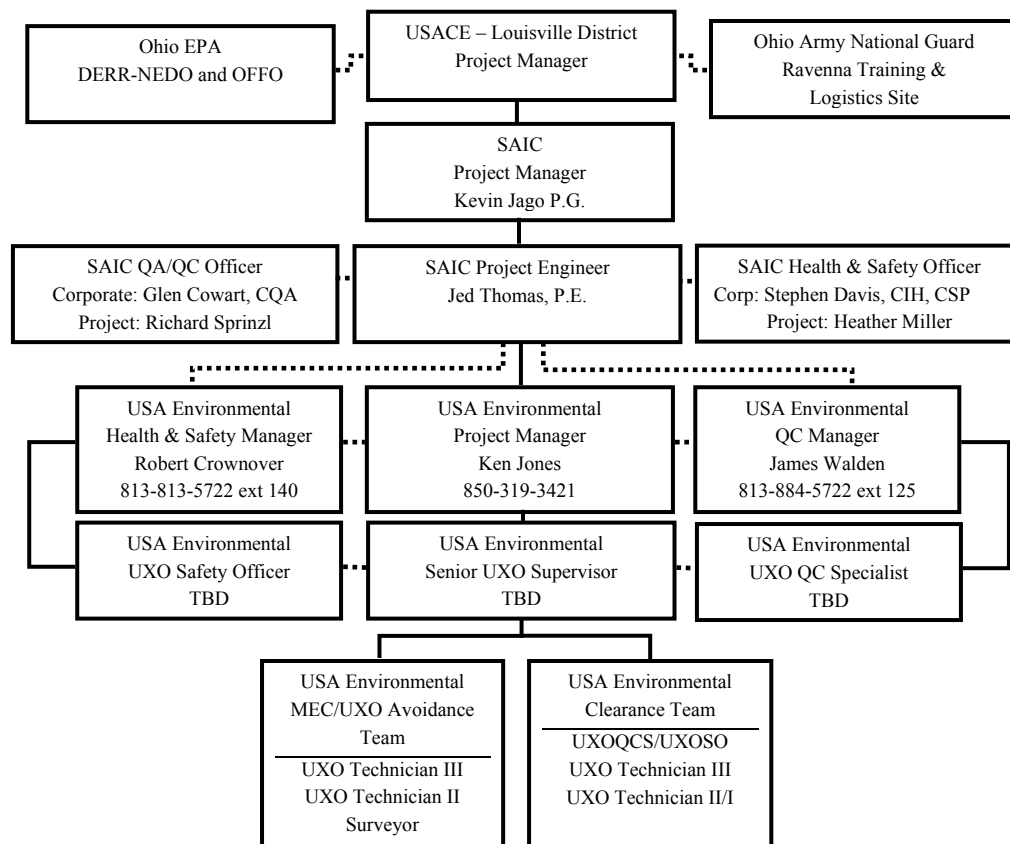 Ohio EPA
DERR-NEDO and OFFO
USACE – Louisville District
Project Manager
Ohio Army National Guard
Ravenna Training &
Logistics Site
SAIC
Project Manager
Kevin Jago P.G.
SAIC QA/QC Officer
Corporate: Glen Cowart, CQA
Project: Richard Sprinzl
SAIC Project Engineer
Jed Thomas, P.E.
SAIC Health & Safety Officer
Corp: Stephen Davis, CIH, CSP
Project: Heather Miller
USA Environmental
Health & Safety Manager
Robert Crownover
813-813-5722 ext 140
USA Environmental
Project Manager
Ken Jones
850-319-3421
USA Environmental
QC Manager
James Walden
813-884-5722 ext 125
USA Environmental
UXO Safety Officer
TBD
USA Environmental
Senior UXO Supervisor
TBD
USA Environmental
UXO QC Specialist
TBD
USA Environmental
MEC/UXO Avoidance
Team
UXO Technician III
UXO Technician II
Surveyor
USA Environmental
Clearance Team
UXOQCS/UXOSO
UXO Technician III
UXO Technician II/I